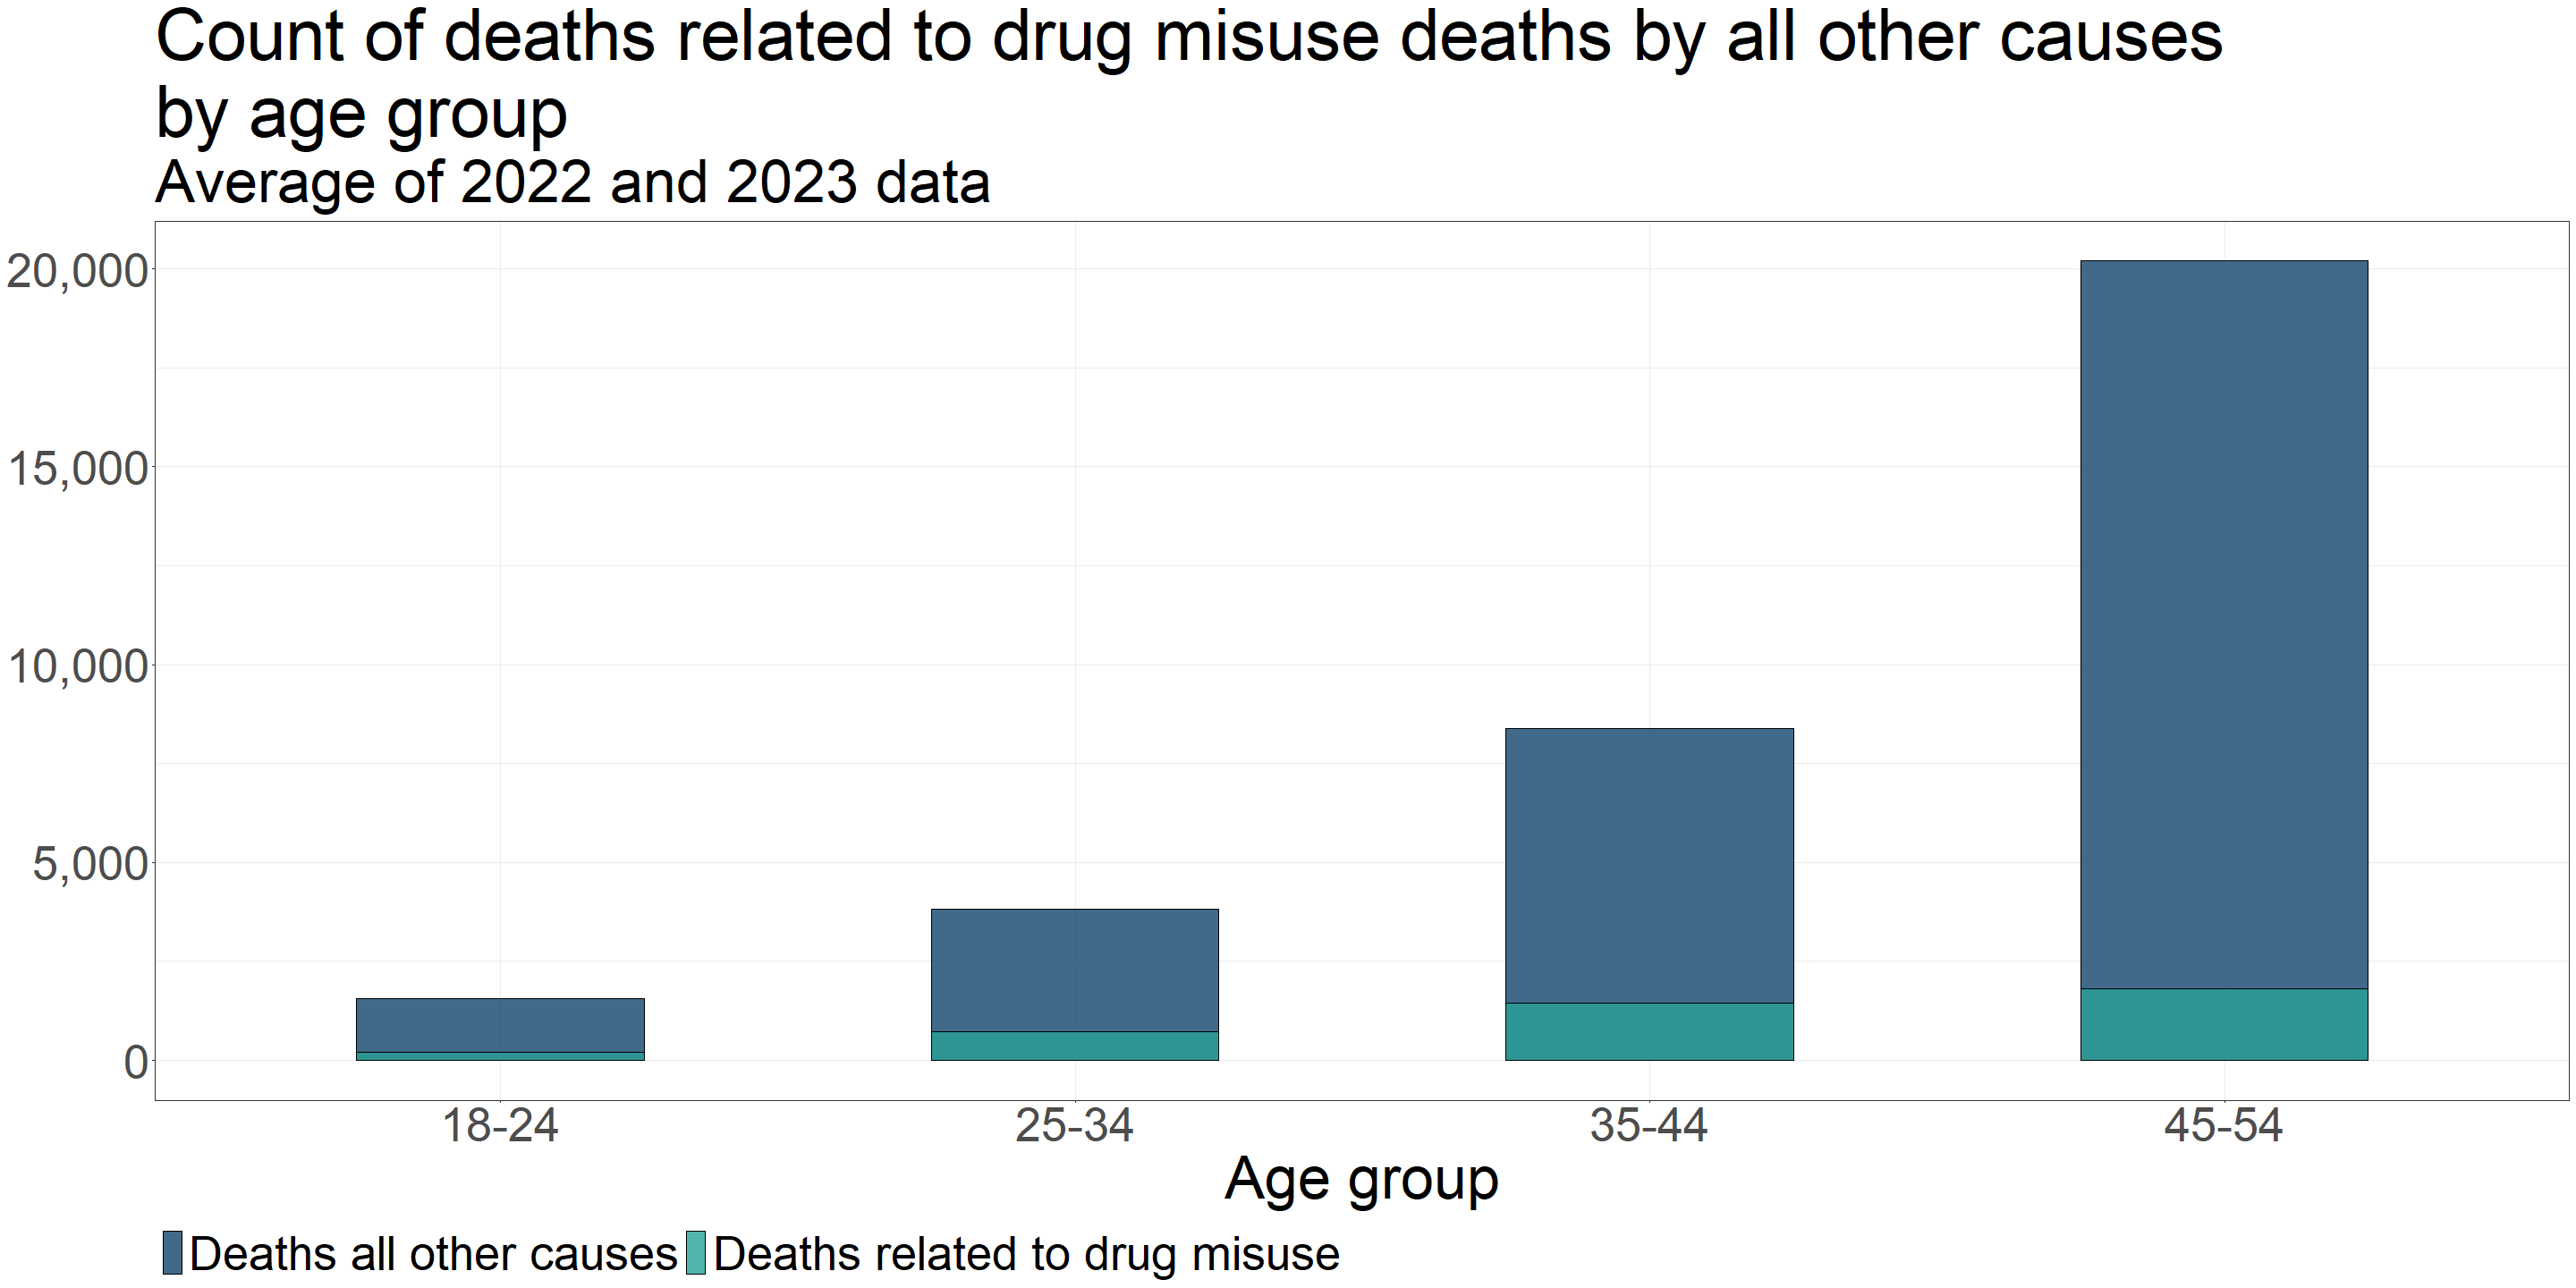 Count of deaths related to drug misuse deaths by all other causes
by age group
Average of 2022 and 2023 data
20,000
15,000
10,000
5,000
0
18-24 25-34 35-44 45-54
Age group
Deaths all other causes Deaths related to drug misuse